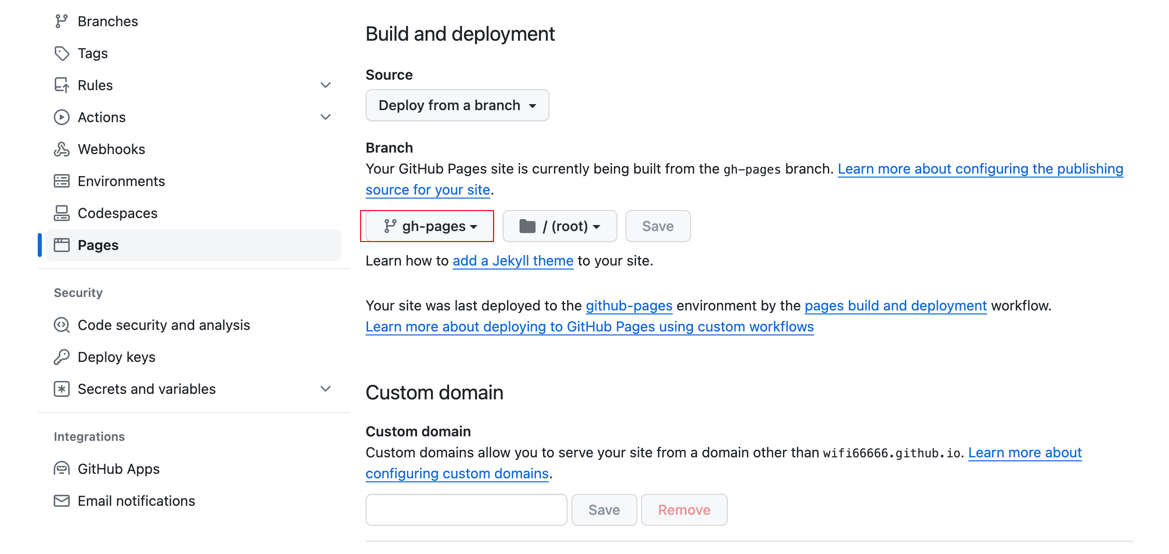 Branches
Tags
Rules
Actions
Webhooks
Environments
Codespaces
Pages
Security
Code security and analysis
Deploy keys
Secrets and variables
Integrations
GitHub Apps
Email notifications
Build and deployment
Source
Deploy from a branch
Branch
Your GitHub Pages site is currently being built from the gh-pages branch. Learn more about configuring the publishing
source for your site.
gh-pages / (root) Save
Learn how to add a Jekyll theme to your site.
Your site was last deployed to the github-pages environment by the pages build and deployment workflow.
Learn more about deploying to GitHub Pages using custom workflows
Custom domain
Custom domain
Custom domains allow you to serve your site from a domain other than wifi66666.github.io. Learn more about
configuring custom domains.
Save Remove